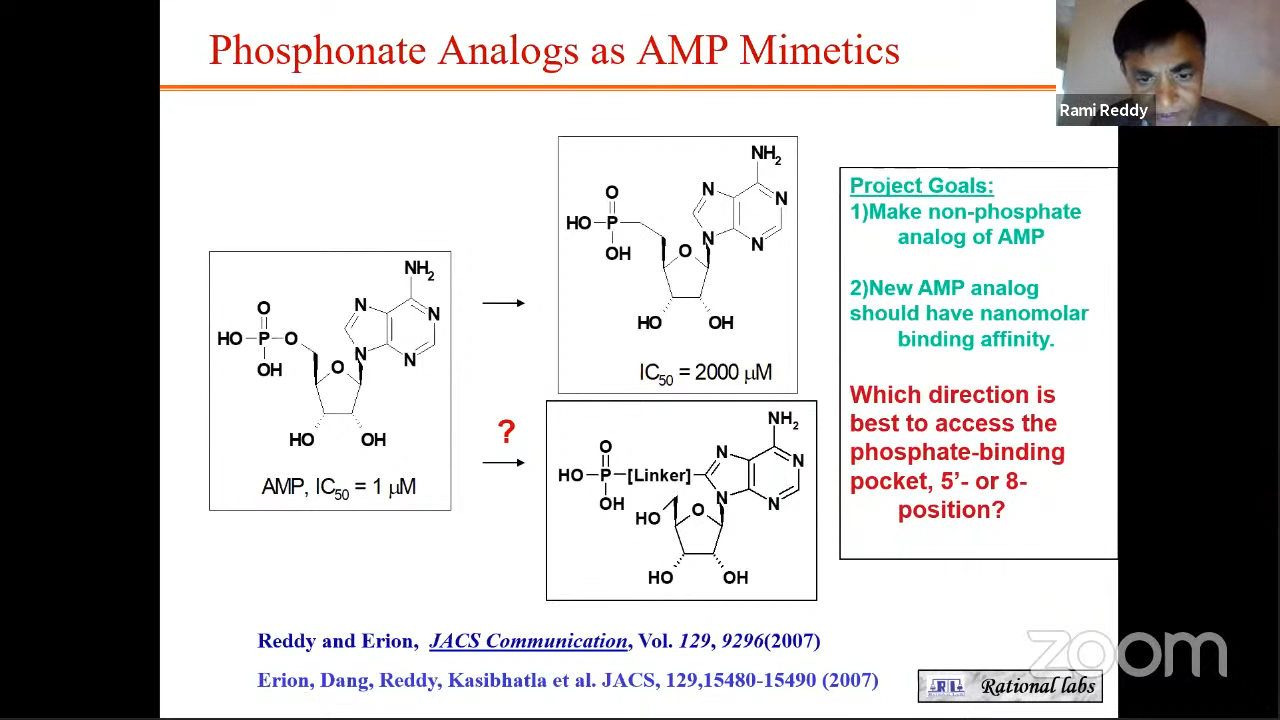 Phosphonate Analogs as AMP Mimetics
Rami Reddy
NH2
O
HO P O
OH
N
N
N
N
O
HO OH
AMP, IC50 = 1 µM
NH2
O
HO P
OH
N
N
N
N
O
HO OH
IC50 = 2000 µM
?
NH2
O
HO P [Linker]
OH
N
N
N
N
HO
O
HO OH
Project Goals:
1)Make non-phosphate
analog of AMP
2)New AMP analog
should have nanomolar
binding affinity.
Which direction is
best to access the
phosphate-binding
pocket, 5’- or 8-
position?
Reddy and Erion, JACS Communication, Vol. 129, 9296(2007)
Erion, Dang, Reddy, Kasibhatla et al. JACS, 129,15480-15490 (2007)
Rational labs
zoom